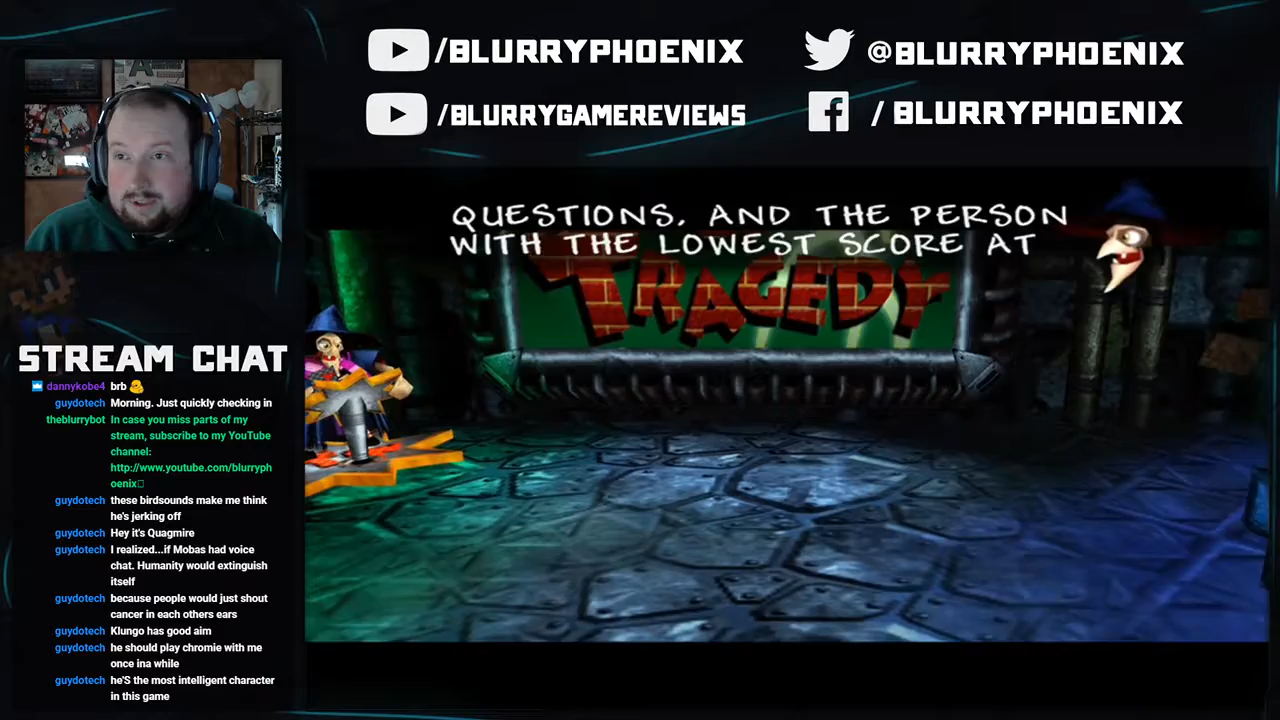 /BLURRYPHOENIX
@BLURRYPHOENIX
/BLURRYGAMEREVIEWS
/ BLURRYPHOENIX
QUESTIONS, AND THE PERSON
WITH THE LOWEST SCORE AT
TRAGEDY
STREAM CHAT
dannykobe4 brb
guydotech Morning. Just quickly checking in
theblurrybot In case you miss parts of my
stream, subscribe to my YouTube
channel:
http://www.youtube.com/blurryph
oenix
guydotech these birdsounds make me think
he's jerking off
guydotech Hey it's Quagmire
guydotech I realized...if Mobas had voice
chat. Humanity would extinguish
itself
guydotech because people would just shout
cancer in each others ears
guydotech Klungo has good aim
guydotech he should play chromie with me
once ina while
guydotech he'S the most intelligent character
in this game